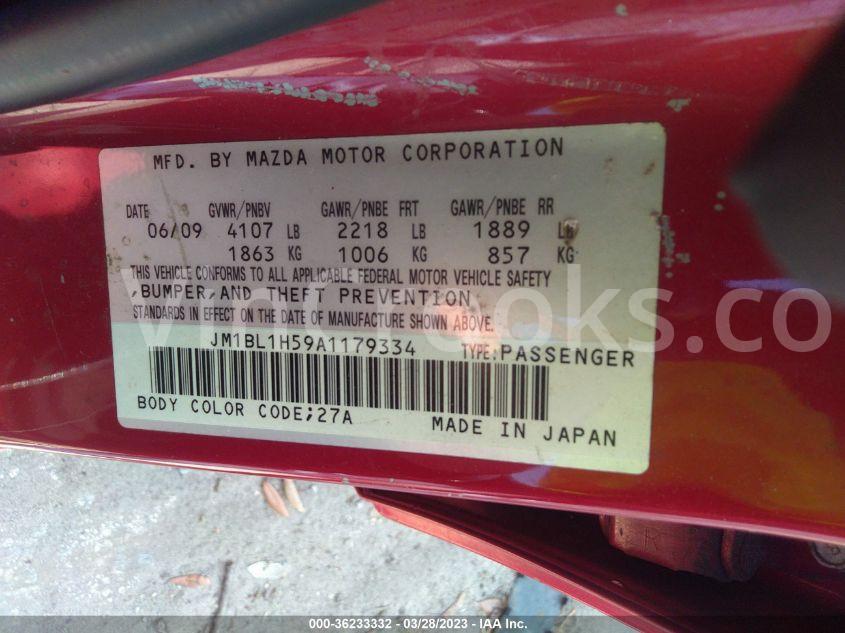 MFD. BY MAZDA MOTOR CORPORATION
DATE GVWR/PNBV GAWR/PNBE FRT GAWR/PNBE RR
06/09 4107 LB 2218 LB 1889 LB
1863 KG 1006 KG 857 KG
THIS VEHICLE CONFORMS TO ALL APPLICABLE FEDERAL MOTOR VEHICLE SAFETY
,BUMPER,AND THEFT PREVENTION
STANDARDS IN EFFECT ON THE DATE OF MANUFACTURE SHOWN ABOVE.
JM1BL1H59A1179334 TYPE:PASSENGER
BODY COLOR CODE;27A MADE IN JAPAN
000-36233332 - 03/28/2023 - IAA Inc.